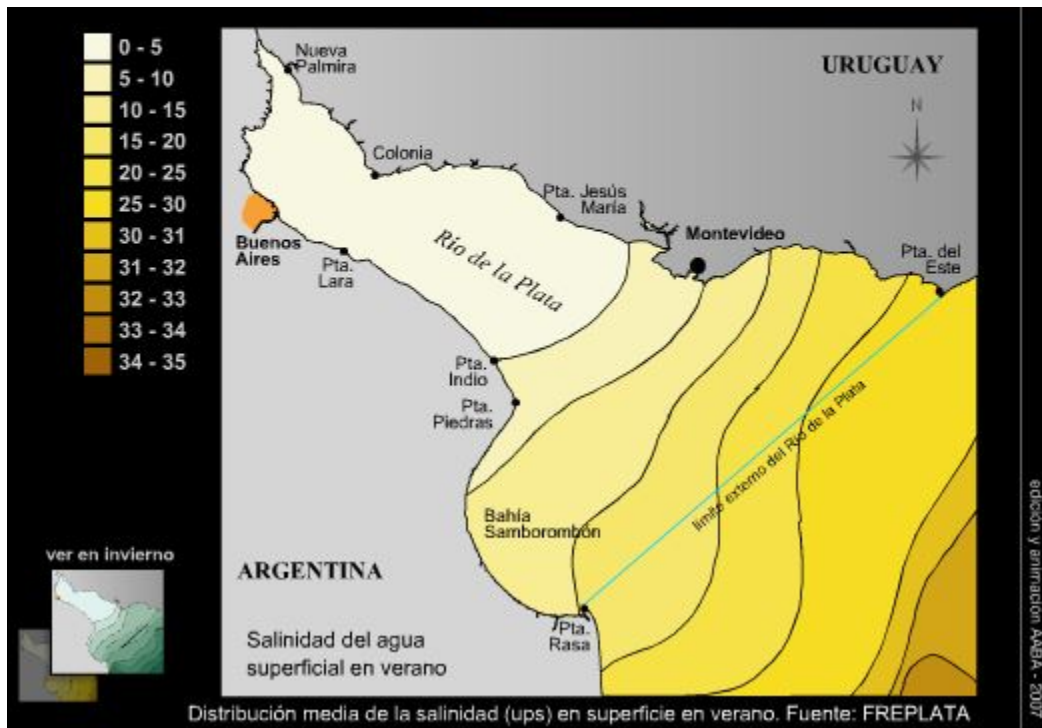 0 - 5
5 - 10
10 - 15
15 - 20
20 - 25
25 - 30
30 - 31
31 - 32
32 - 33
33 - 34
34 - 35
Nueva
Palmira
URUGUAY
N
Colonia
Pta. Jesús
María
Montevideo
Pta. del
Este
Buenos
Aires
Pta.
Lara
Río de la Plata
Pta.
Indio
Pta.
Piedras
límite externo del Río de la Plata
Bahía
Samborombón
ARGENTINA
Pta.
Rasa
Salinidad del agua
superficial en verano
ver en invierno
Distribución media de la salinidad (ups) en superficie en verano. Fuente: FREPLATA
edición y animación AABA - 2007